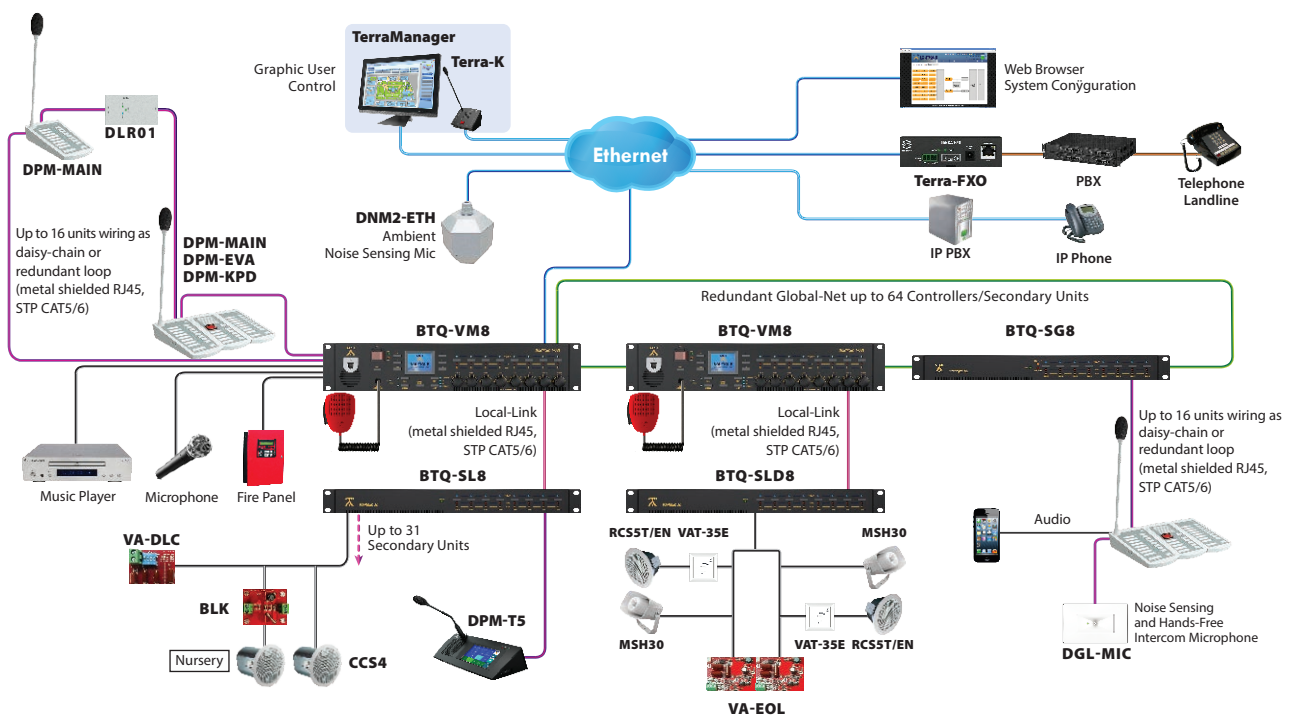 TerraManager
Terra-K
Graphic User
Control
DLR01
DPM-MAIN
Ethernet
Web Browser
System Conÿguration
Terra-FXO
PBX
Telephone
Landline
IP PBX
IP Phone
DNM2-ETH
Ambient
Noise Sensing Mic
Up to 16 units wiring as
daisy-chain or
redundant loop
(metal shielded RJ45,
STP CAT5/6)
DPM-MAIN
DPM-EVA
DPM-KPD
Redundant Global-Net up to 64 Controllers/Secondary Units
BTQ-VM8
BTQ-VM8
BTQ-SG8
Local-Link
(metal shielded RJ45,
STP CAT5/6)
Local-Link
(metal shielded RJ45,
STP CAT5/6)
Up to 16 units wiring as
daisy-chain or
redundant loop
(metal shielded RJ45,
STP CAT5/6)
Music Player
Microphone
Fire Panel
BTQ-SL8
BTQ-SLD8
Up to 31
Secondary Units
VA-DLC
BLK
Nursery
CCS4
DPM-T5
RCS5T/EN
VAT-35E
MSH30
MSH30
VAT-35E
RCS5T/EN
VA-EOL
Audio
DGL-MIC
Noise Sensing
and Hands-Free
Intercom Microphone